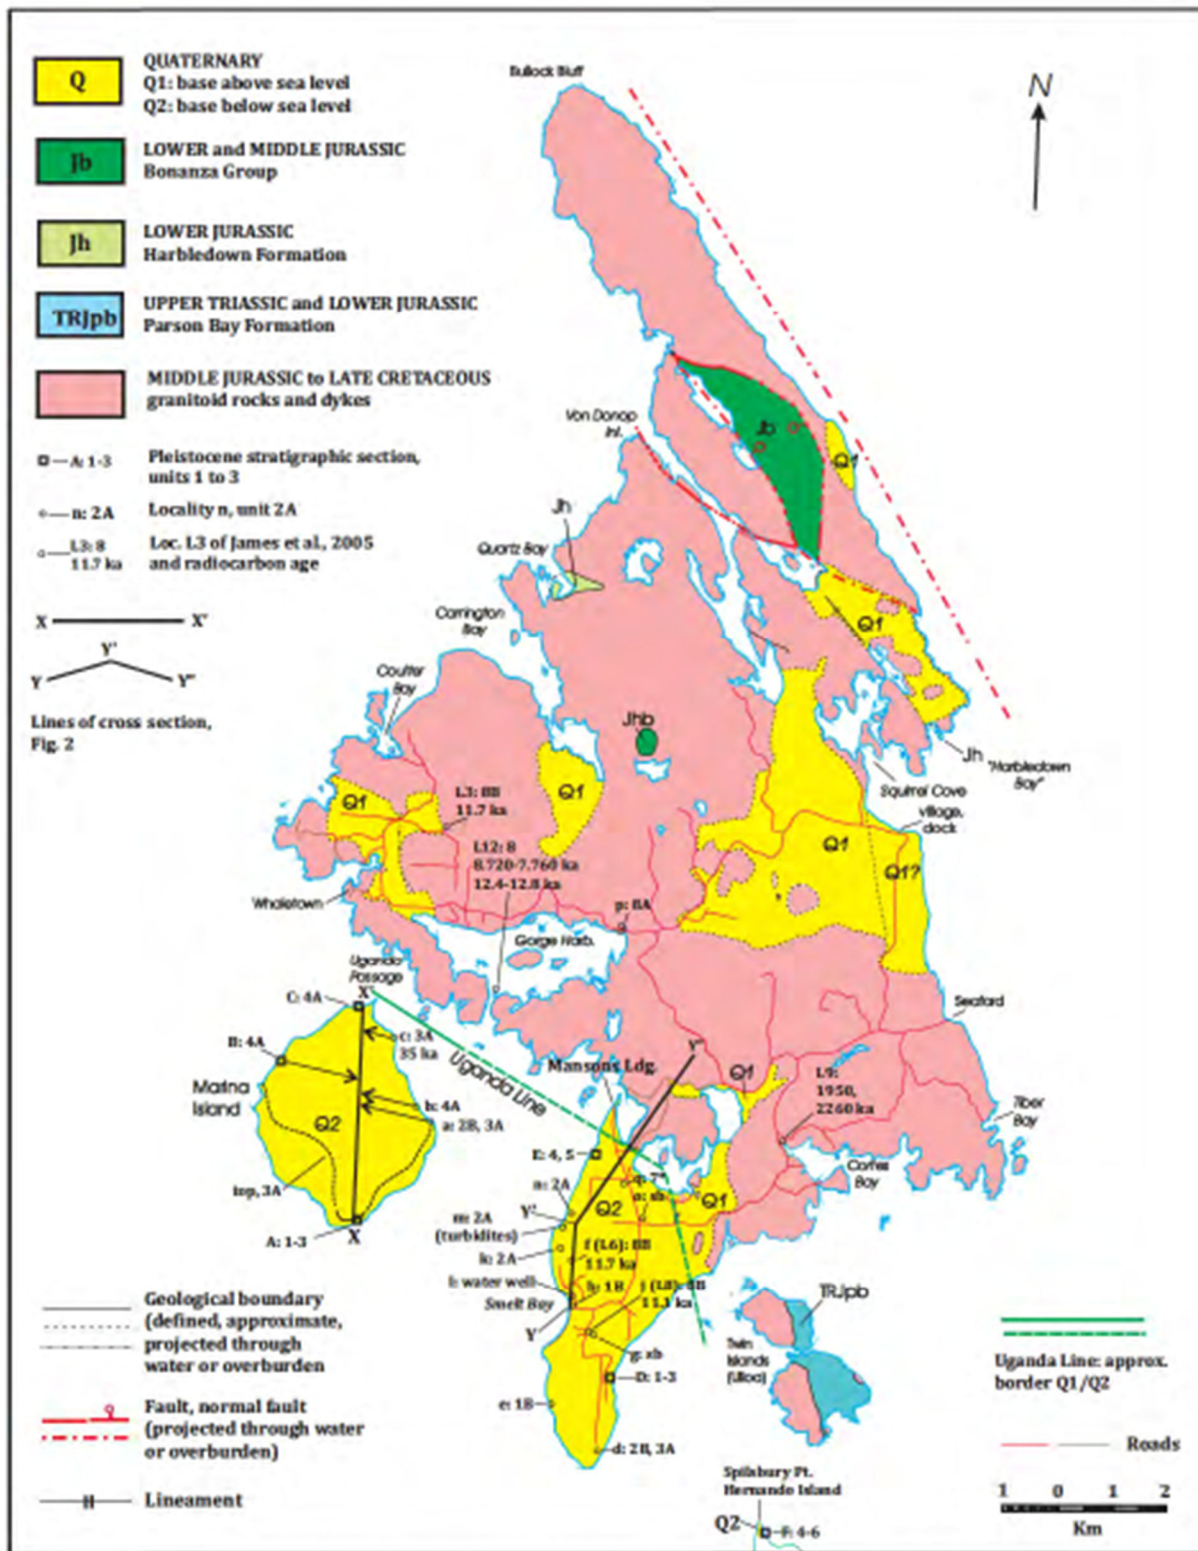 Q
QUATERNARY
Q1: base above sea level
Q2: base below sea level
Jb
LOWER and MIDDLE JURASSIC
Bonanza Group
Jh
LOWER JURASSIC
Harbledown Formation
TRJpb
UPPER TRIASSIC and LOWER JURASSIC
Parson Bay Formation
MIDDLE JURASSIC to LATE CRETACEOUS
granitoid rocks and dykes
A: 1-3
Pleistocene stratigraphic section,
units 1 to 3
n: 2A
Locality n, unit 2A
L3: 8
11.7 ka
Loc. L3 of James et al., 2005
and radiocarbon age
X X'
Y'
Y Y"
Lines of cross section,
Fig. 2
Bullock Bluff
N
Von Donop
Inl.
Jb
Q1
Jh
Quartz Bay
Carrington
Bay
Q1
Coulter
Bay
Jhb
Jh
"Harbledown
Bay"
Squirrel Cove
village,
dock
Q1
L3: 8B
11.7 ka
Q1
L12: 8
8.720-7.760 ka
12.4-12.8 ka
Q1
Q1?
Whaletown
p: 8A
Gorge Harb.
Uganda
Passage
X'
C: 4A
Seaford
B: 4A
c: 3A
35 ka
Uganda Line
Mansons Ldg.
Y"
Q1
L9:
1950,
2260 ka
Marina
Island
b: 4A
a: 2B, 3A
Q2
Tiber
Bay
Cortes
Bay
top, 3A
A: 1-3
X
E: 4, 5
n: 2A
Y'
Q2
Q1
m: 2A
(turbidites)
k: 2A
f (L6): 8B
11.7 ka
l: water well
h: 1B
11.1 ka
Smelt Bay
Y
g: xb
D: 1-3
e: 1B
d: 2B, 3A
TRJpb
Twin
Islands
(Ulloa)
Spilsbury Pt.
Hernando Island
Q2
F: 4-6
Geological boundary
(defined, approximate,
projected through
water or overburden
Fault, normal fault
(projected through water
or overburden)
Lineament
Uganda Line: approx.
border Q1/Q2
Roads
1 0 1 2
Km